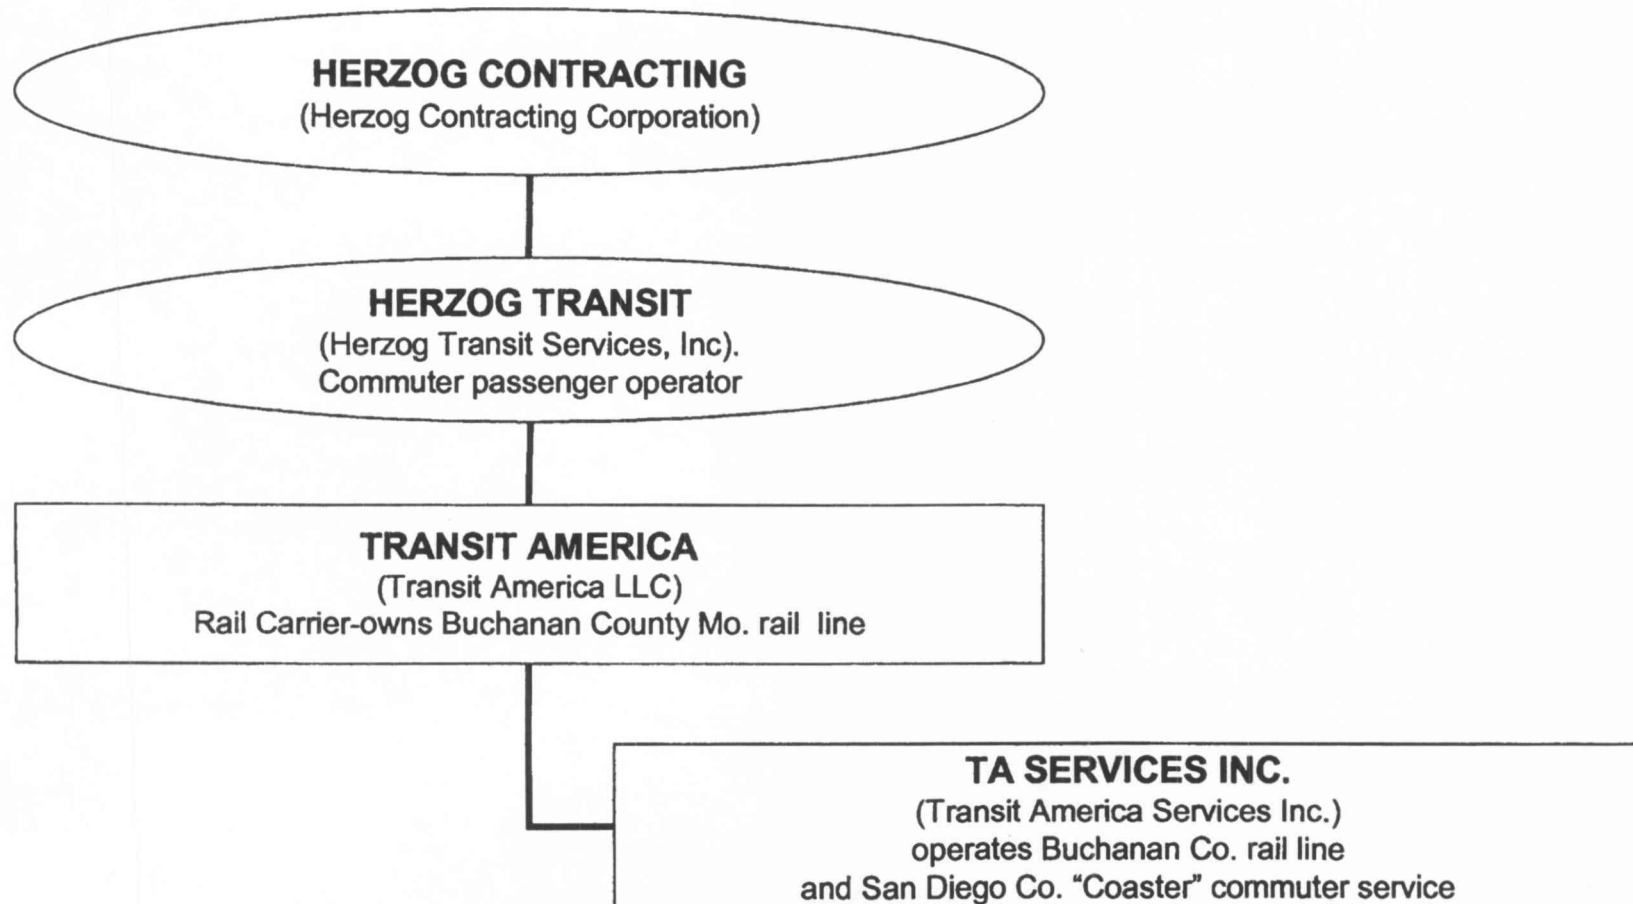 HERZOG CONTRACTING
(Herzog Contracting Corporation)
HERZOG TRANSIT
(Herzog Transit Services, Inc).
Commuter passenger operator
TRANSIT AMERICA
(Transit America LLC)
Rail Carrier-owns Buchanan County Mo. rail line
TA SERVICES INC.
(Transit America Services Inc.)
operates Buchanan Co. rail line
and San Diego Co. “Coaster” commuter service